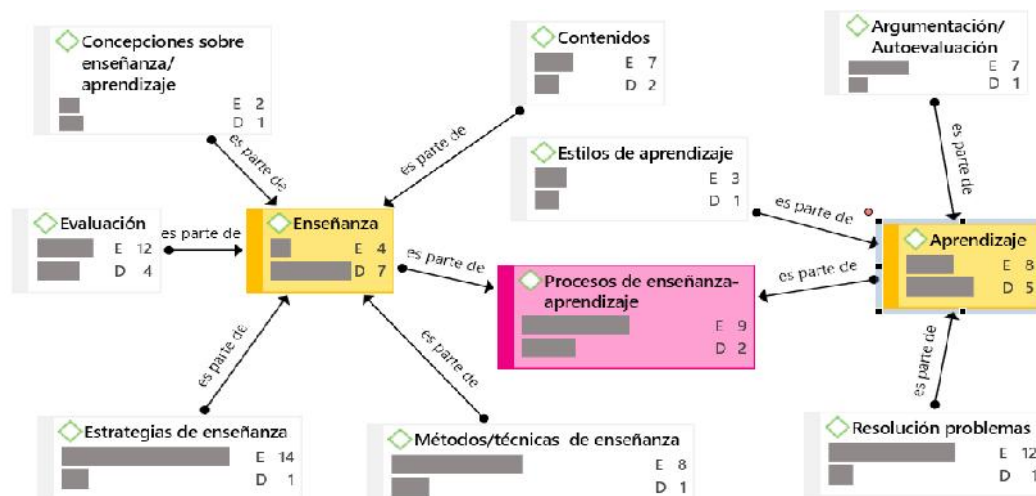 Concepciones sobre
enseñanza/
aprendizaje
E 2
D 1
Contenidos
E 7
D 2
Argumentación/
Autoevaluación
E 7
D 1
es parte de
es parte de
es parte de
Estilos de aprendizaje
E 3
D 1
es parte de
Evaluación
E 12
D 4
es parte de
Enseñanza
E 4
D 7
es parte de
Procesos de enseñanza-
aprendizaje
E 9
D 2
es parte de
Aprendizaje
E 8
D 5
es parte de
es parte de
es parte de
Estrategias de enseñanza
E 14
D 1
Métodos/técnicas de enseñanza
E 8
D 1
Resolución problemas
E 12
D 1